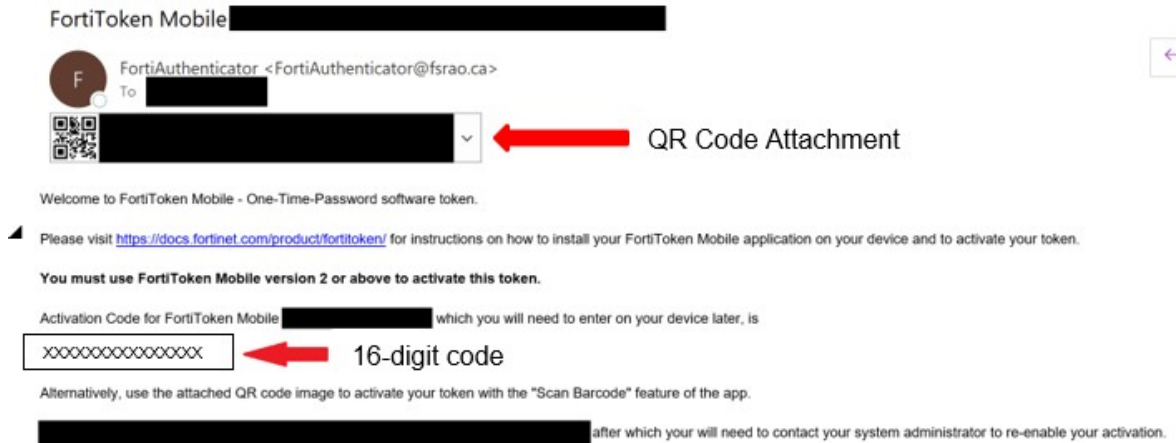 FortiToken Mobile
F
FortiAuthenticator <FortiAuthenticator@fsrao.ca>
To
QR Code Attachment
Welcome to FortiToken Mobile - One-Time-Password software token.
Please visit https://docs.fortinet.com/product/fortitoken/ for instructions on how to install your FortiToken Mobile application on your device and to activate your token.
You must use FortiToken Mobile version 2 or above to activate this token.
Activation Code for FortiToken Mobile which you will need to enter on your device later, is
XXXXXXXXXXXXXXX 16-digit code
Alternatively, use the attached QR code image to activate your token with the "Scan Barcode" feature of the app.
after which your will need to contact your system administrator to re-enable your activation.